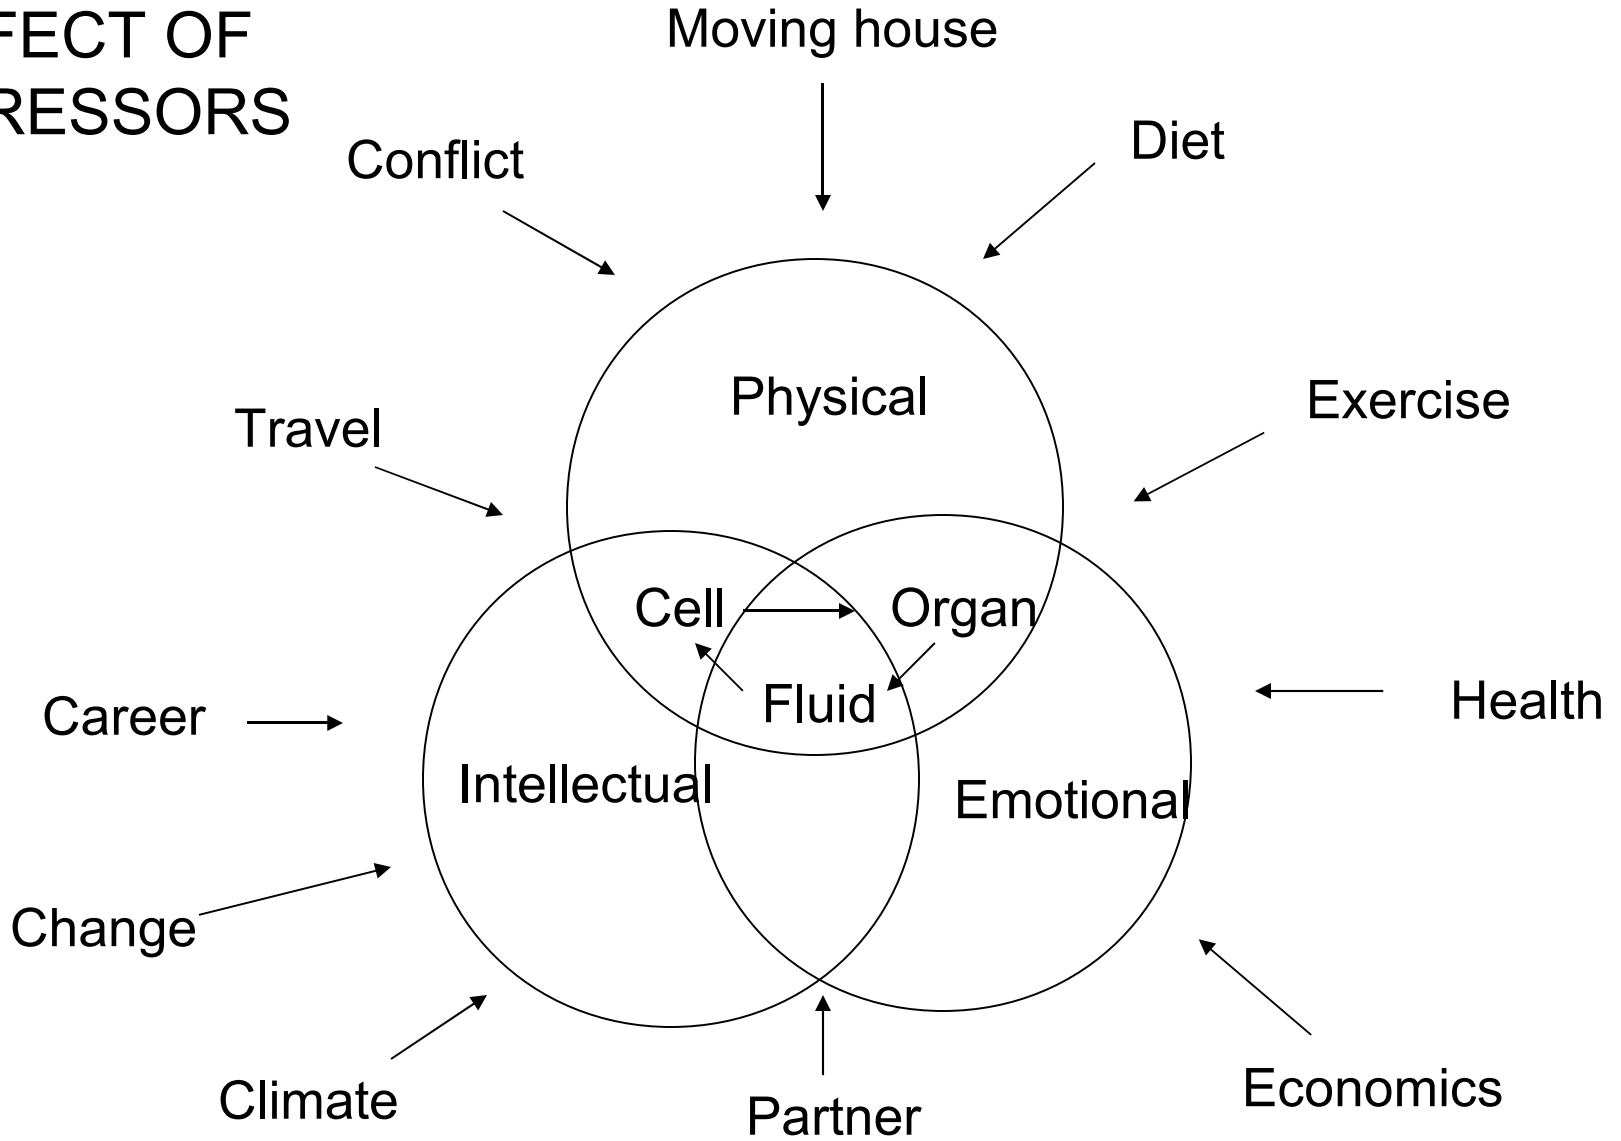 FECT OF
RESSORS
Moving house
Diet
Conflict
Physical
Exercise
Travel
Cell
Organ
Fluid
Health
Career
Intellectual
Emotional
Change
Climate
Partner
Economics